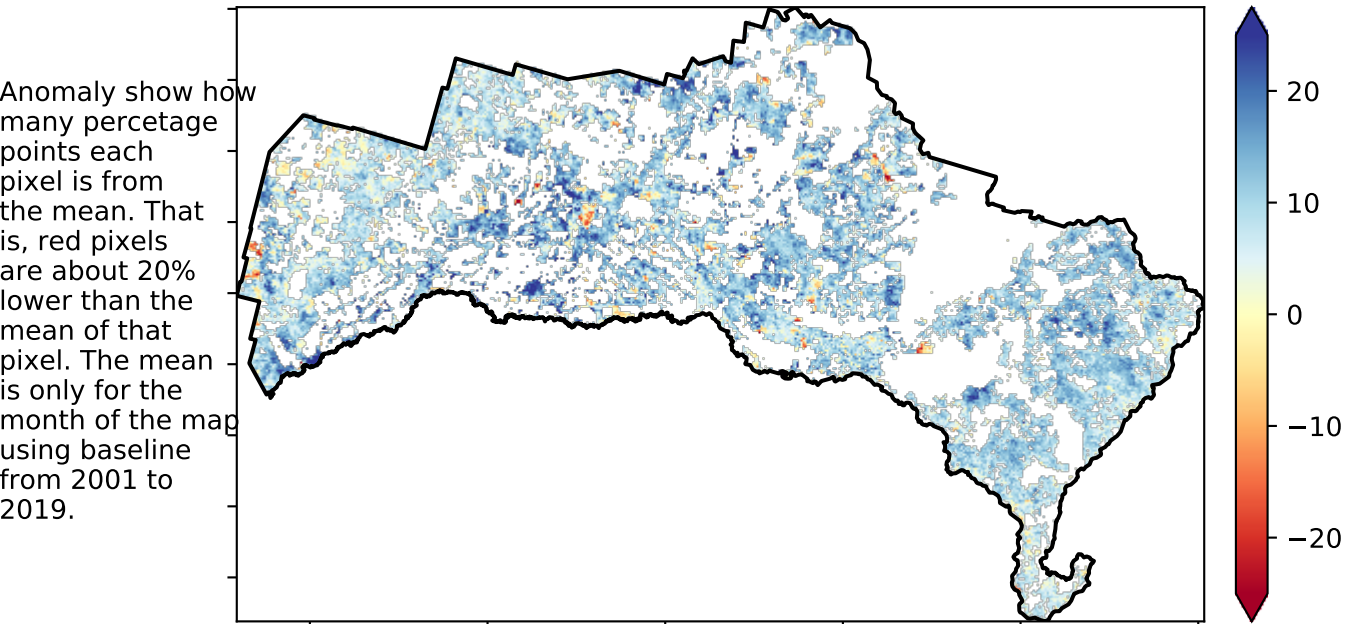 Anomaly show how
many percetage
points each
pixel is from
the mean. That
is, red pixels
are about 20%
lower than the
mean of that
pixel. The mean
is only for the
month of the map
using baseline
from 2001 to
2019.
20
10
0
−10
−20